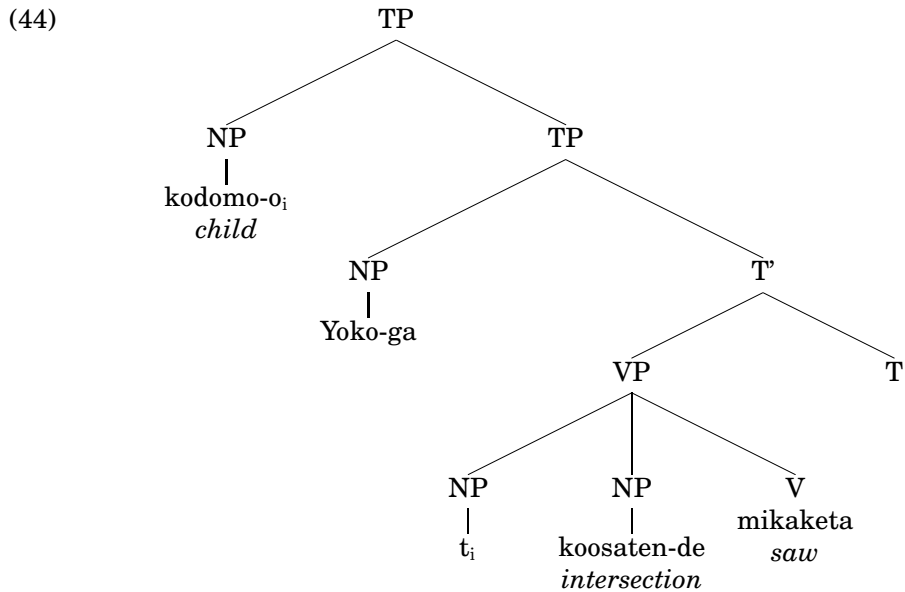 (44) TP
NP TP
kodomo-oᵢ
child
NP T’
Yoko-ga
VP T
NP NP V
mikaketa
tᵢ koosaten-de saw
intersection